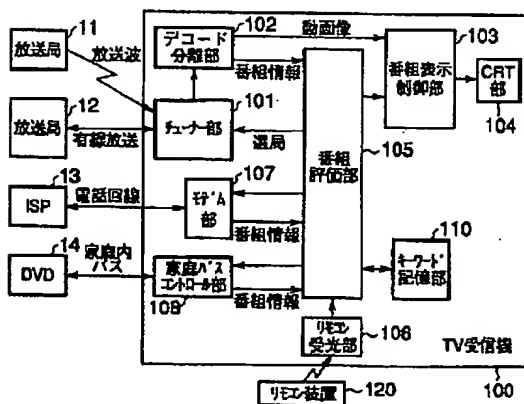 11
放送局
放送波
12
放送局
有線放送
13
ISP
電話回線
14
DVD
家庭内
バス
102
デコード
分離部
動画像
番組情報
101
チューナー部
選局
107
モデム
部
番組情報
家庭バス
コントロール部
108
番組情報
番組
評価部
105
103
番組表示
制御部
CRT
部
104
110
キーワード
記憶部
リモコン
受光部
106
TV受信機
100
リモコン装置
120